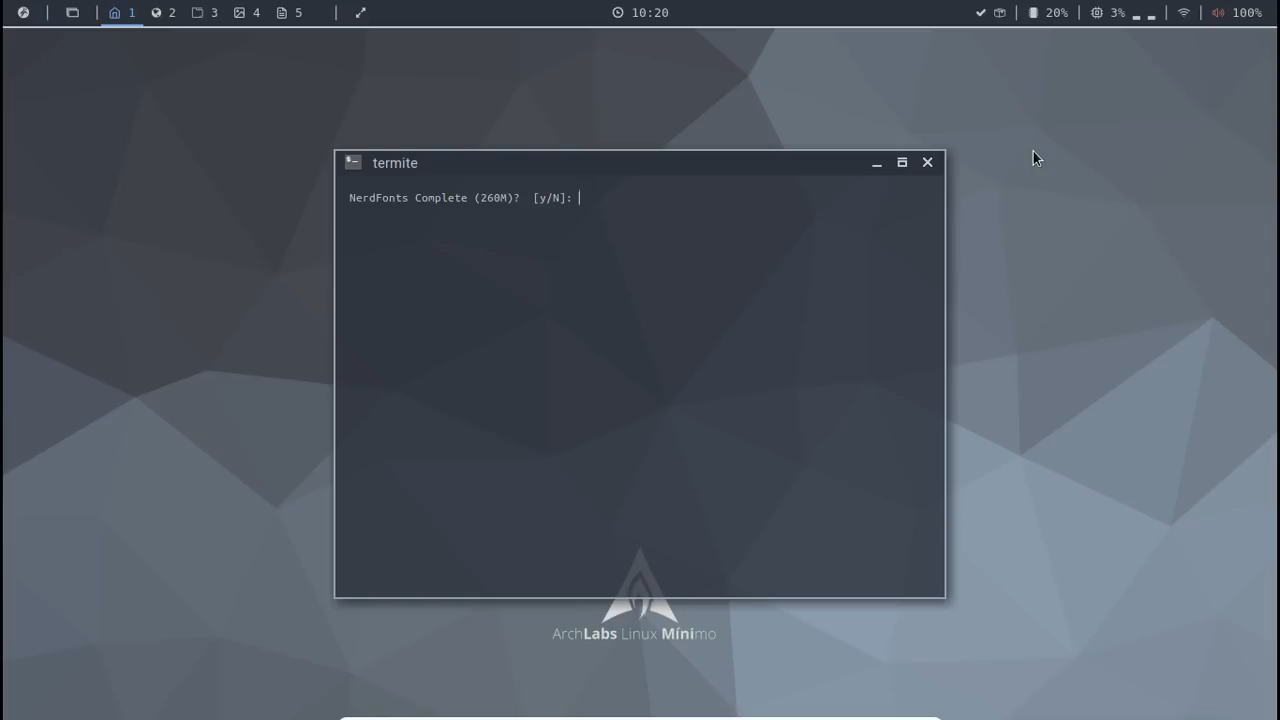 1 2 3 4 5 10:20 20% 3% 100%
termite
NerdFonts Complete (260M)? [y/N]:
ArchLabs Linux Mínimo